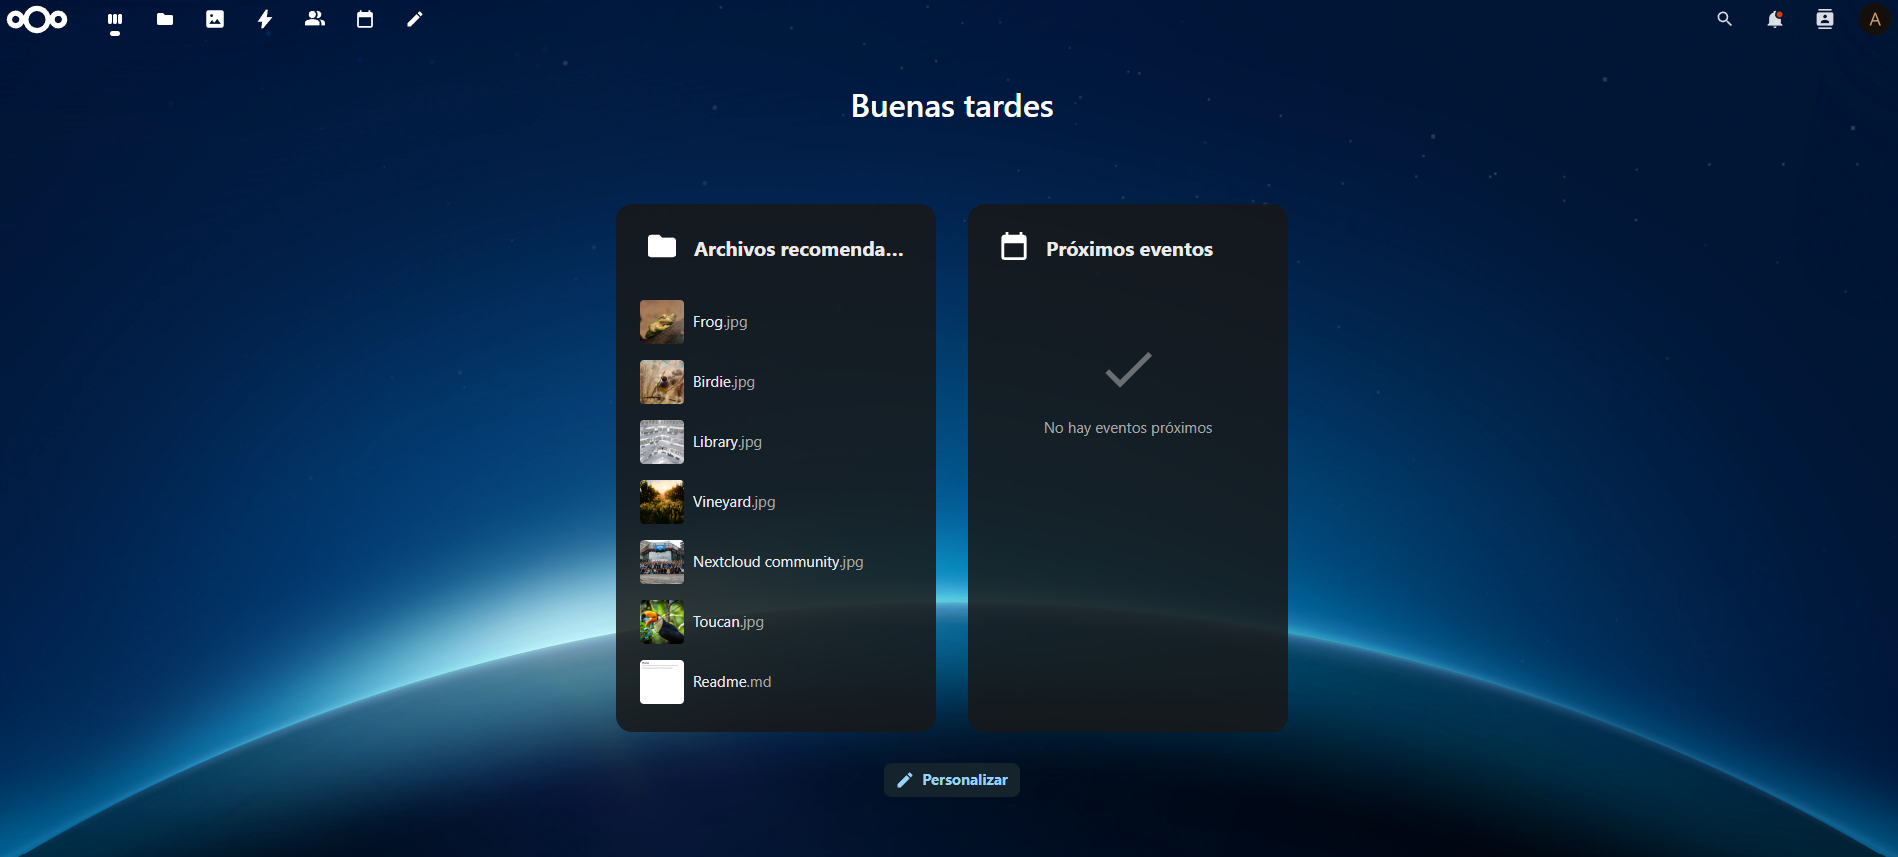 A
Buenas tardes
Archivos recomenda...
Frog.jpg
Birdie.jpg
Library.jpg
Vineyard.jpg
Nextcloud community.jpg
Toucan.jpg
Readme.md
Próximos eventos
No hay eventos próximos
Personalizar